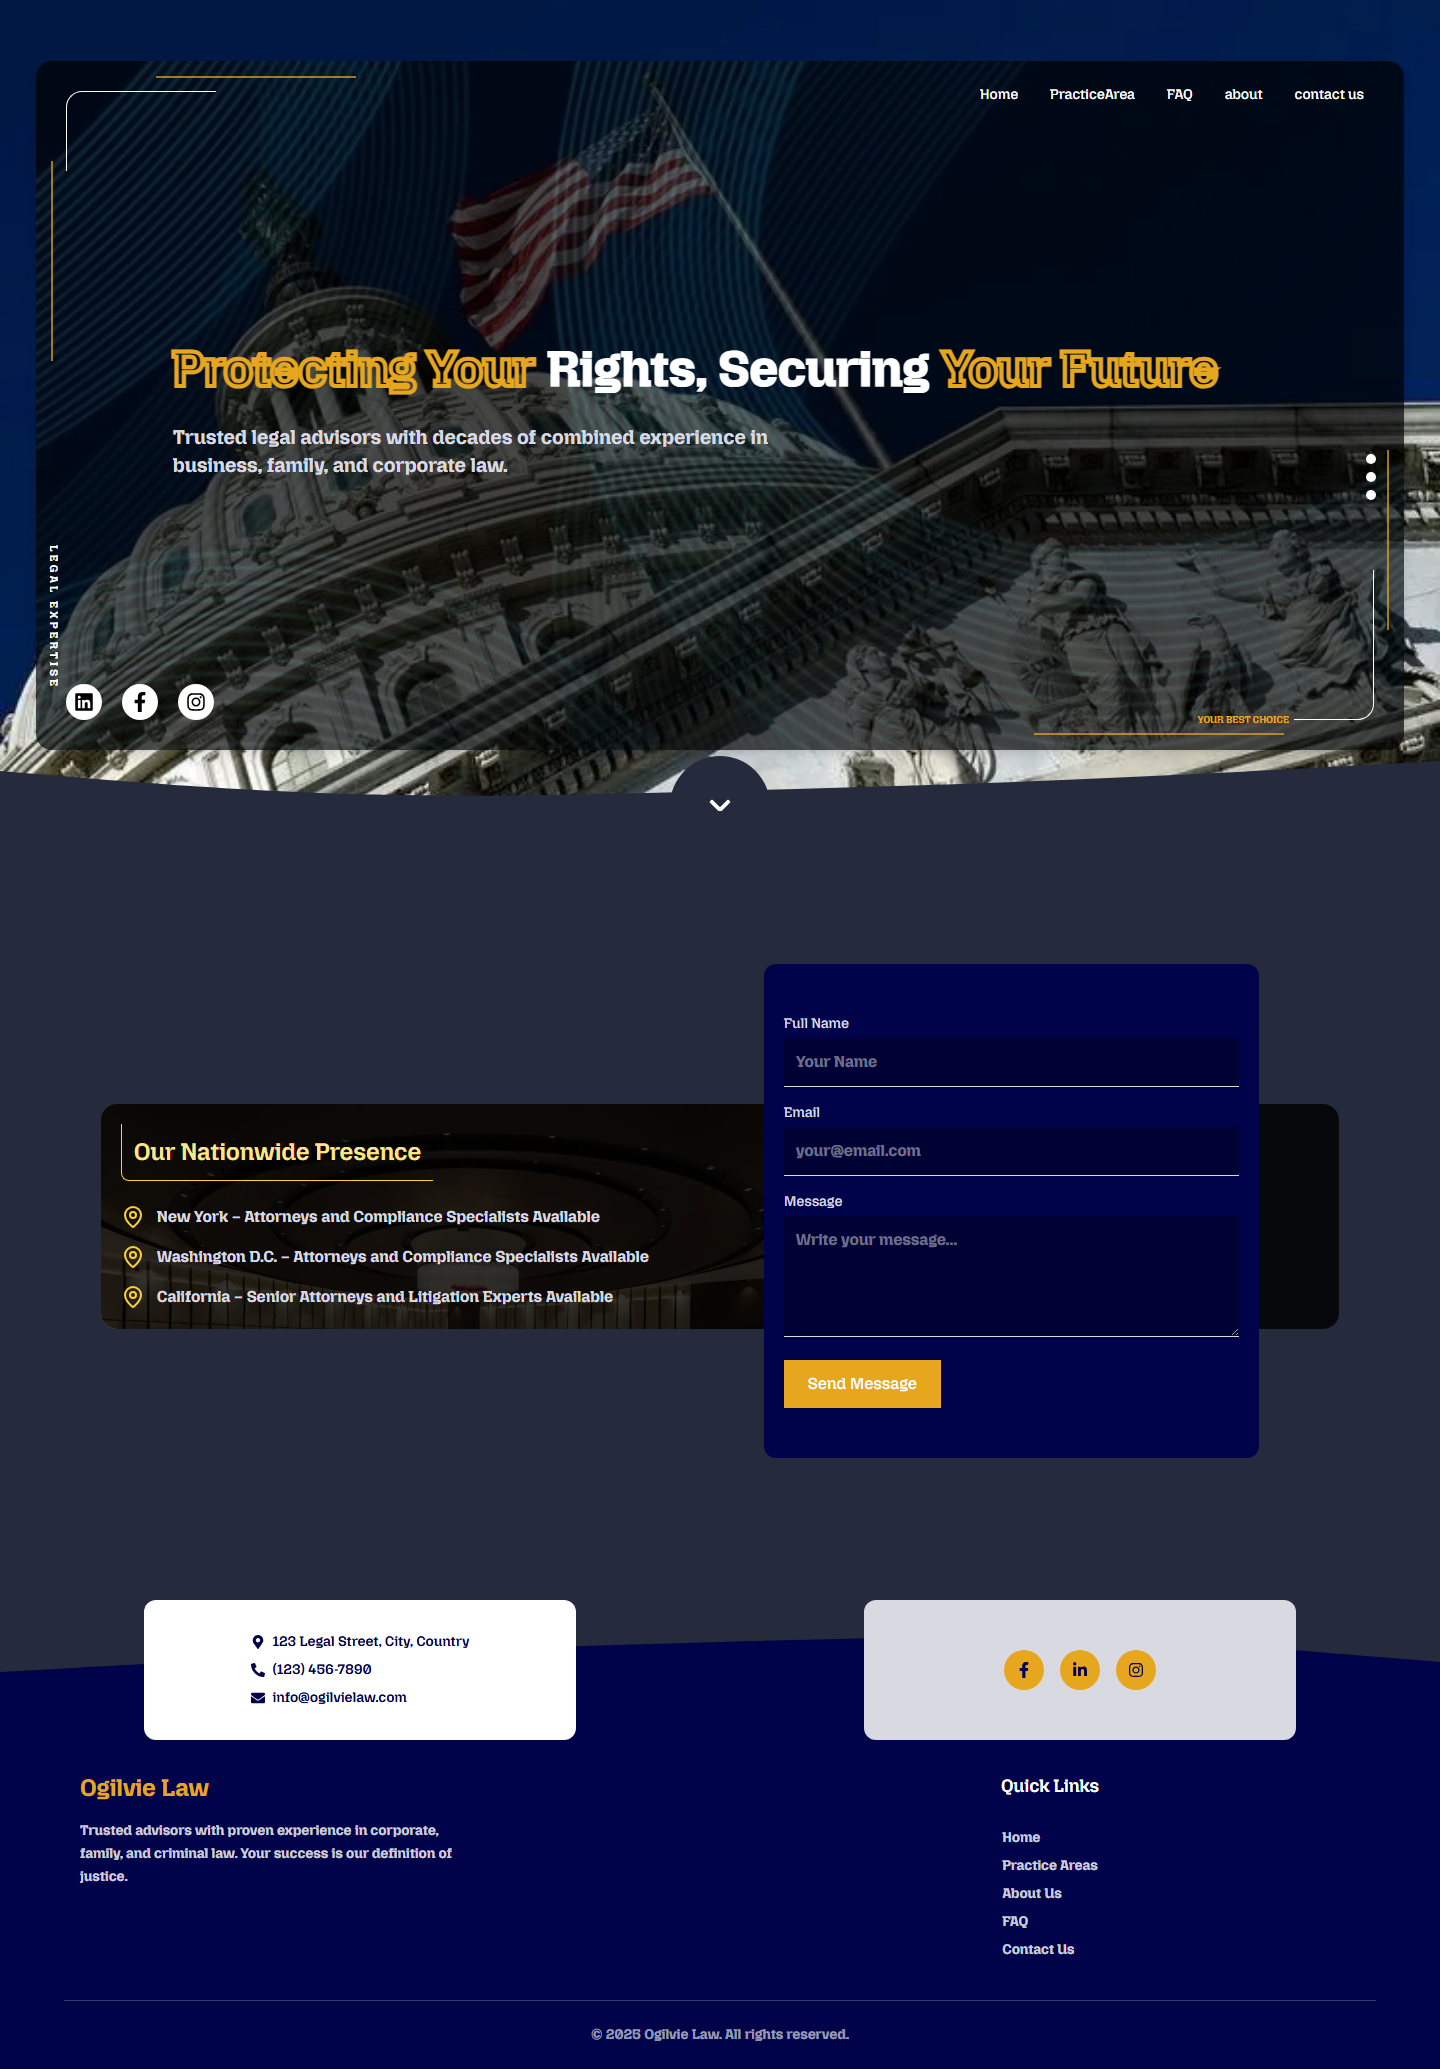 Home PracticeArea FAQ about contact us
Protecting Your Rights, Securing Your Future
Trusted legal advisors with decades of combined experience in
business, family, and corporate law.
LEGAL EXPERTISE
YOUR BEST CHOICE
Our Nationwide Presence
New York – Attorneys and Compliance Specialists Available
Washington D.C. – Attorneys and Compliance Specialists Available
California – Senior Attorneys and Litigation Experts Available
Full Name
Your Name
Email
your@email.com
Message
Write your message...
Send Message
123 Legal Street, City, Country
(123) 456-7890
info@ogilvielaw.com
Ogilvie Law
Trusted advisors with proven experience in corporate,
family, and criminal law. Your success is our definition of
justice.
Quick Links
Home
Practice Areas
About Us
FAQ
Contact Us
© 2025 Ogilvie Law. All rights reserved.